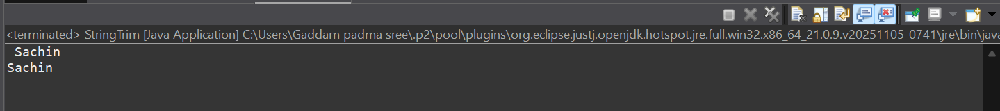 <terminated> StringTrim [Java Application] C:\Users\Gaddam padma sree\.p2\pool\plugins\org.eclipse.justj.openjdk.hotspot.jre.full.win32.x86_64_21.0.9.v20251105-0741\jre\bin\java
 Sachin
Sachin